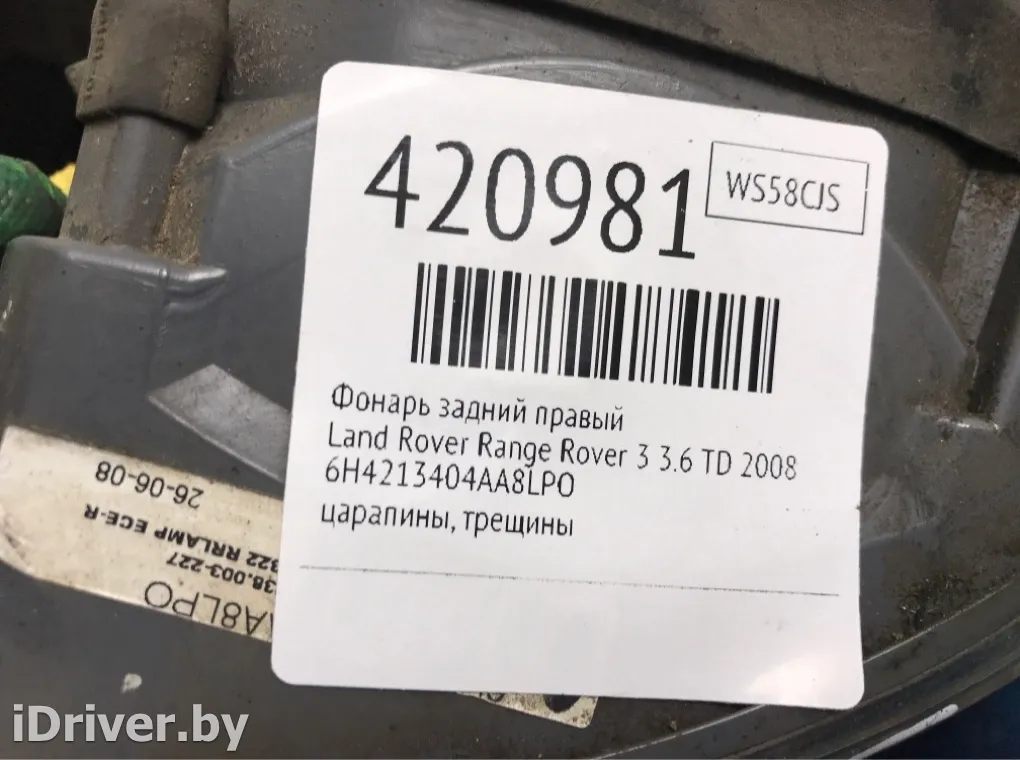 420981
WS58CJS
Фонарь задний правый
Land Rover Range Rover 3 3.6 TD 2008
6H4213404AA8LPO
царапины, трещины
26-06-08
322 RRLAMP ECE-R
38.003-227
A8LPO
iDriver.by